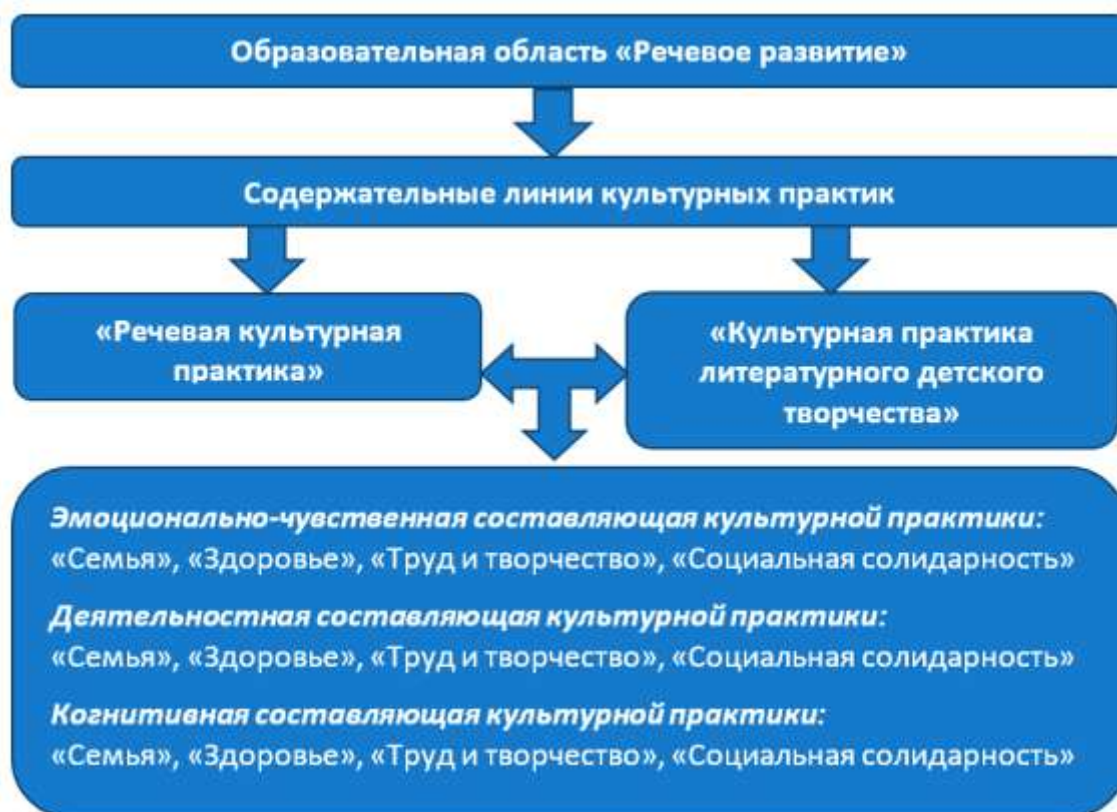 Образовательная область «Речевое развитие»
Содержательные линии культурных практик
«Речевая культурная
практика»
«Культурная практика
литературного детского
творчества»
Эмоционально-чувственная составляющая культурной практики:
«Семья», «Здоровье», «Труд и творчество», «Социальная солидарность»
Деятельностная составляющая культурной практики:
«Семья», «Здоровье», «Труд и творчество», «Социальная солидарность»
Когнитивная составляющая культурной практики:
«Семья», «Здоровье», «Труд и творчество», «Социальная солидарность»